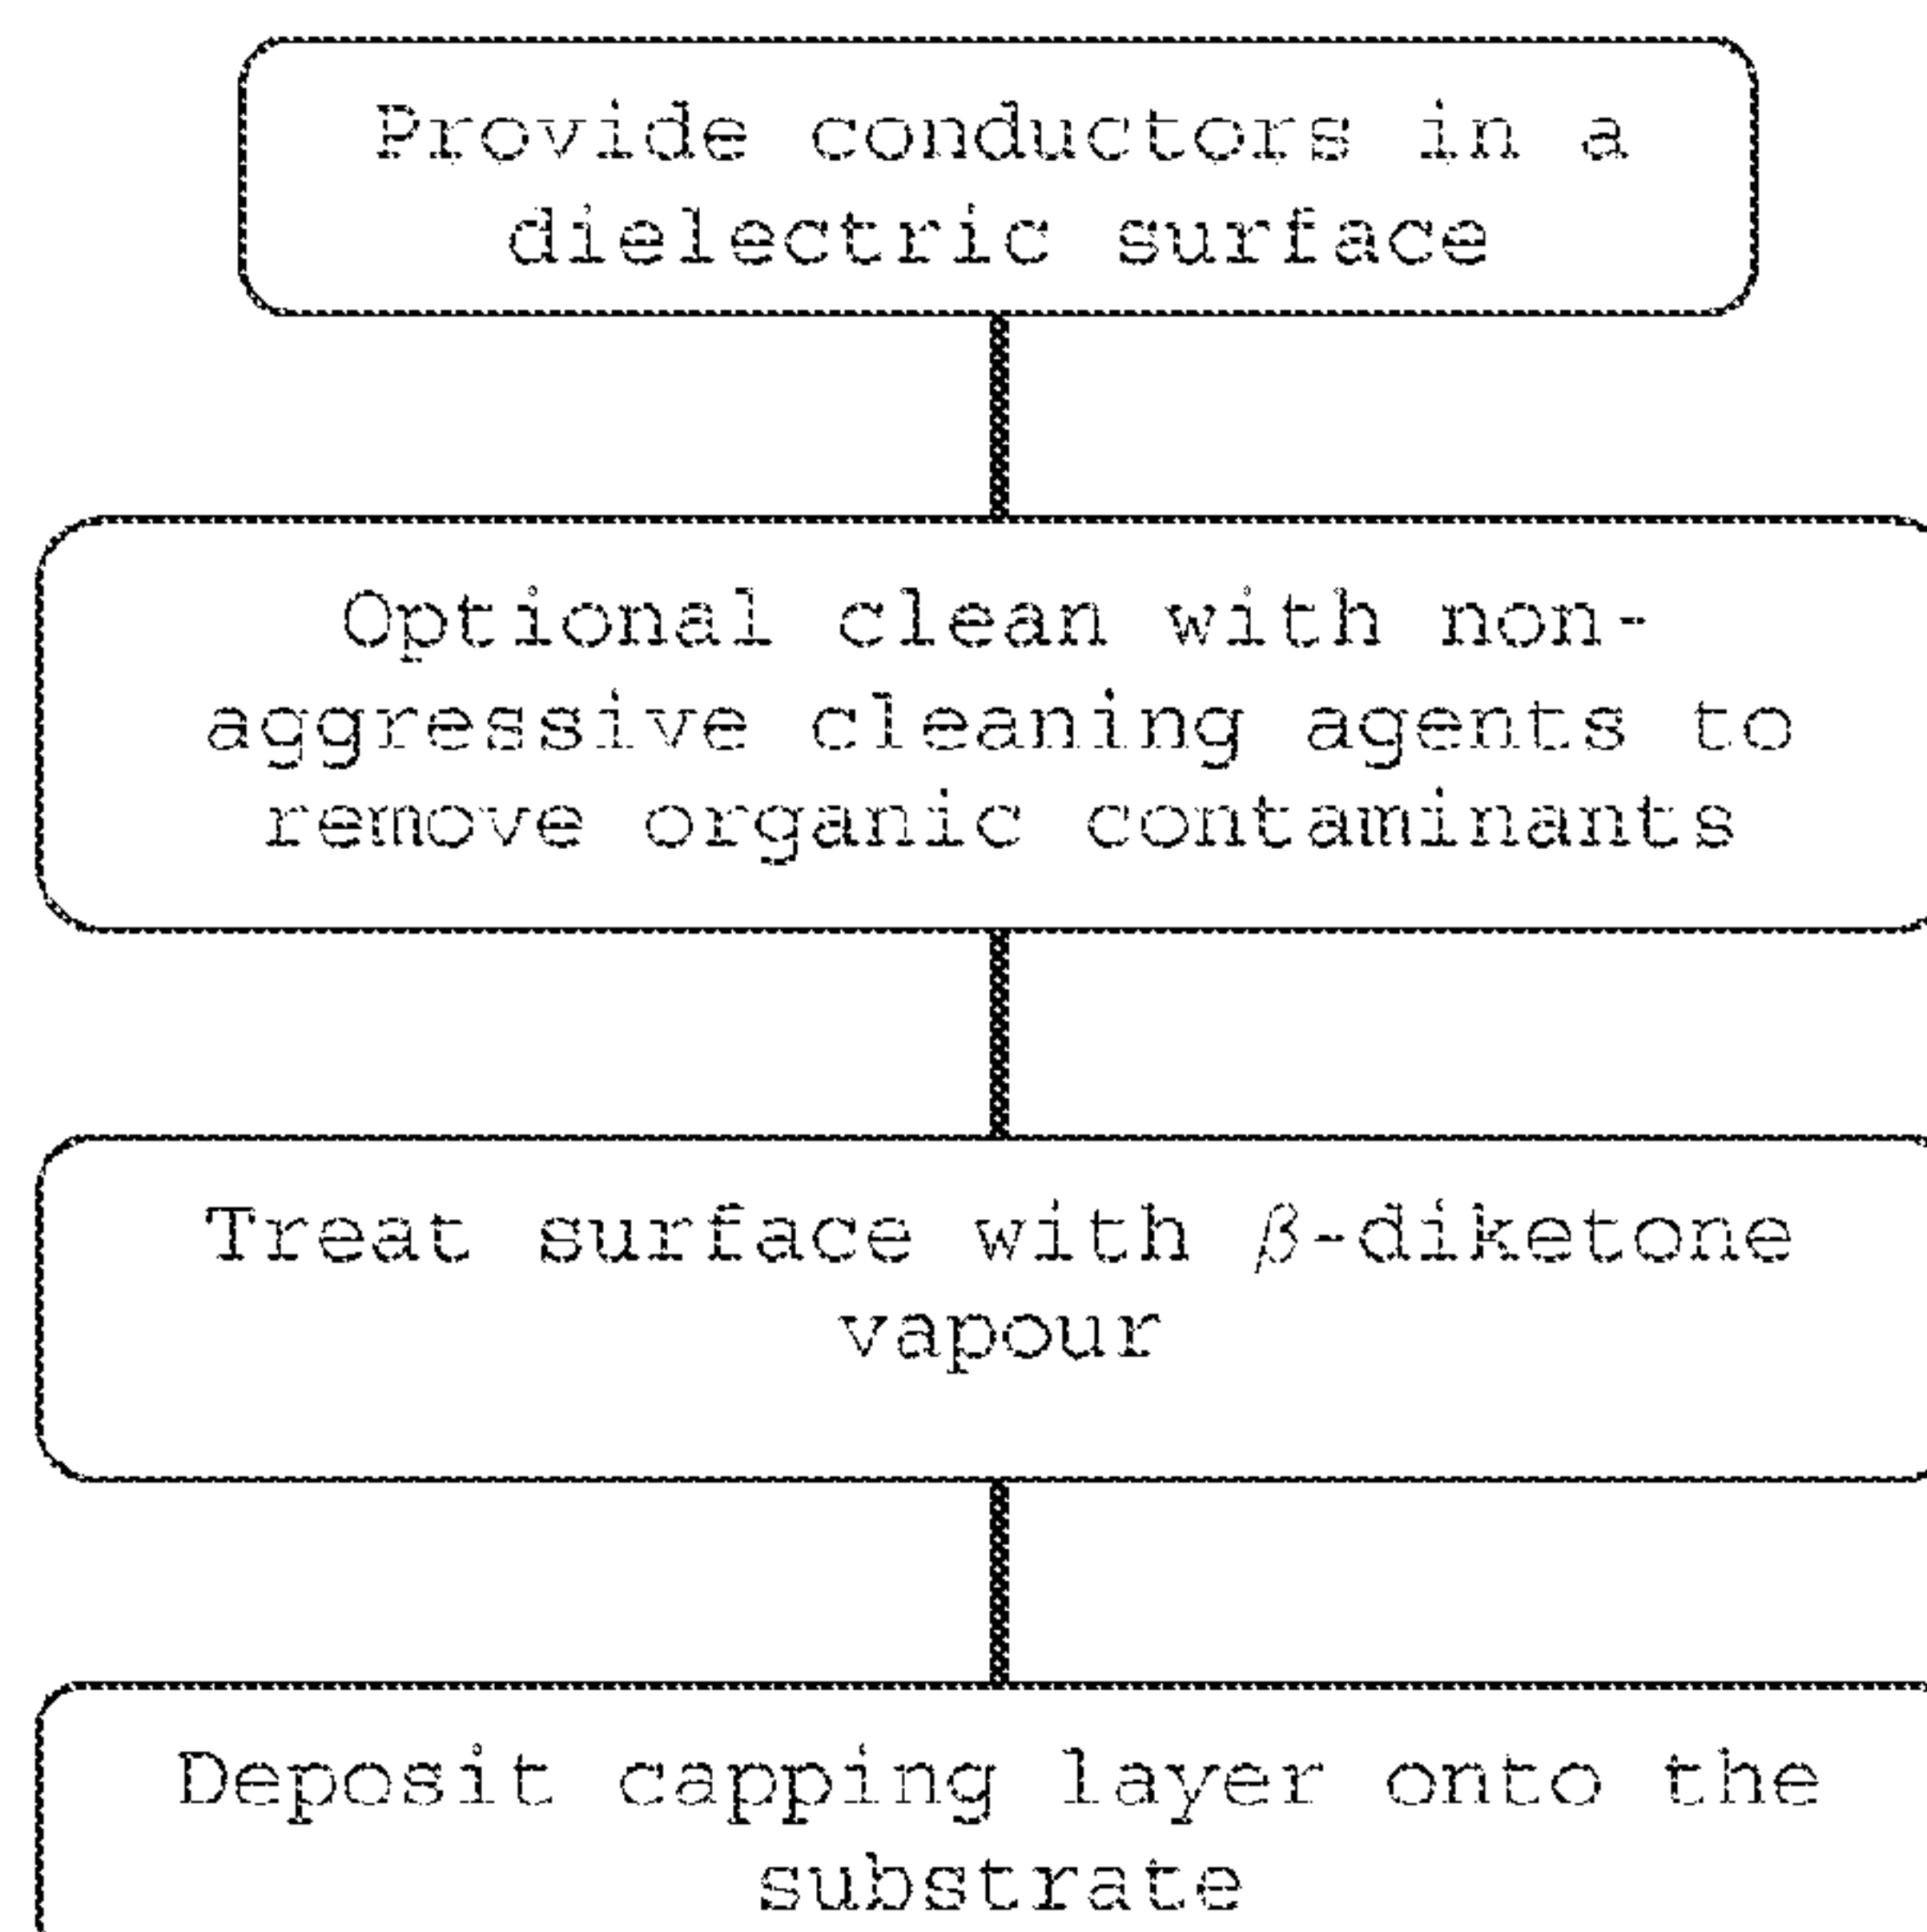 Provide conductors in a
dielectric surface
Optional clean with non-
aggressive cleaning agents to
remove organic contaminants
Treat surface with β-diketone
vapour
Deposit capping layer onto the
substrate